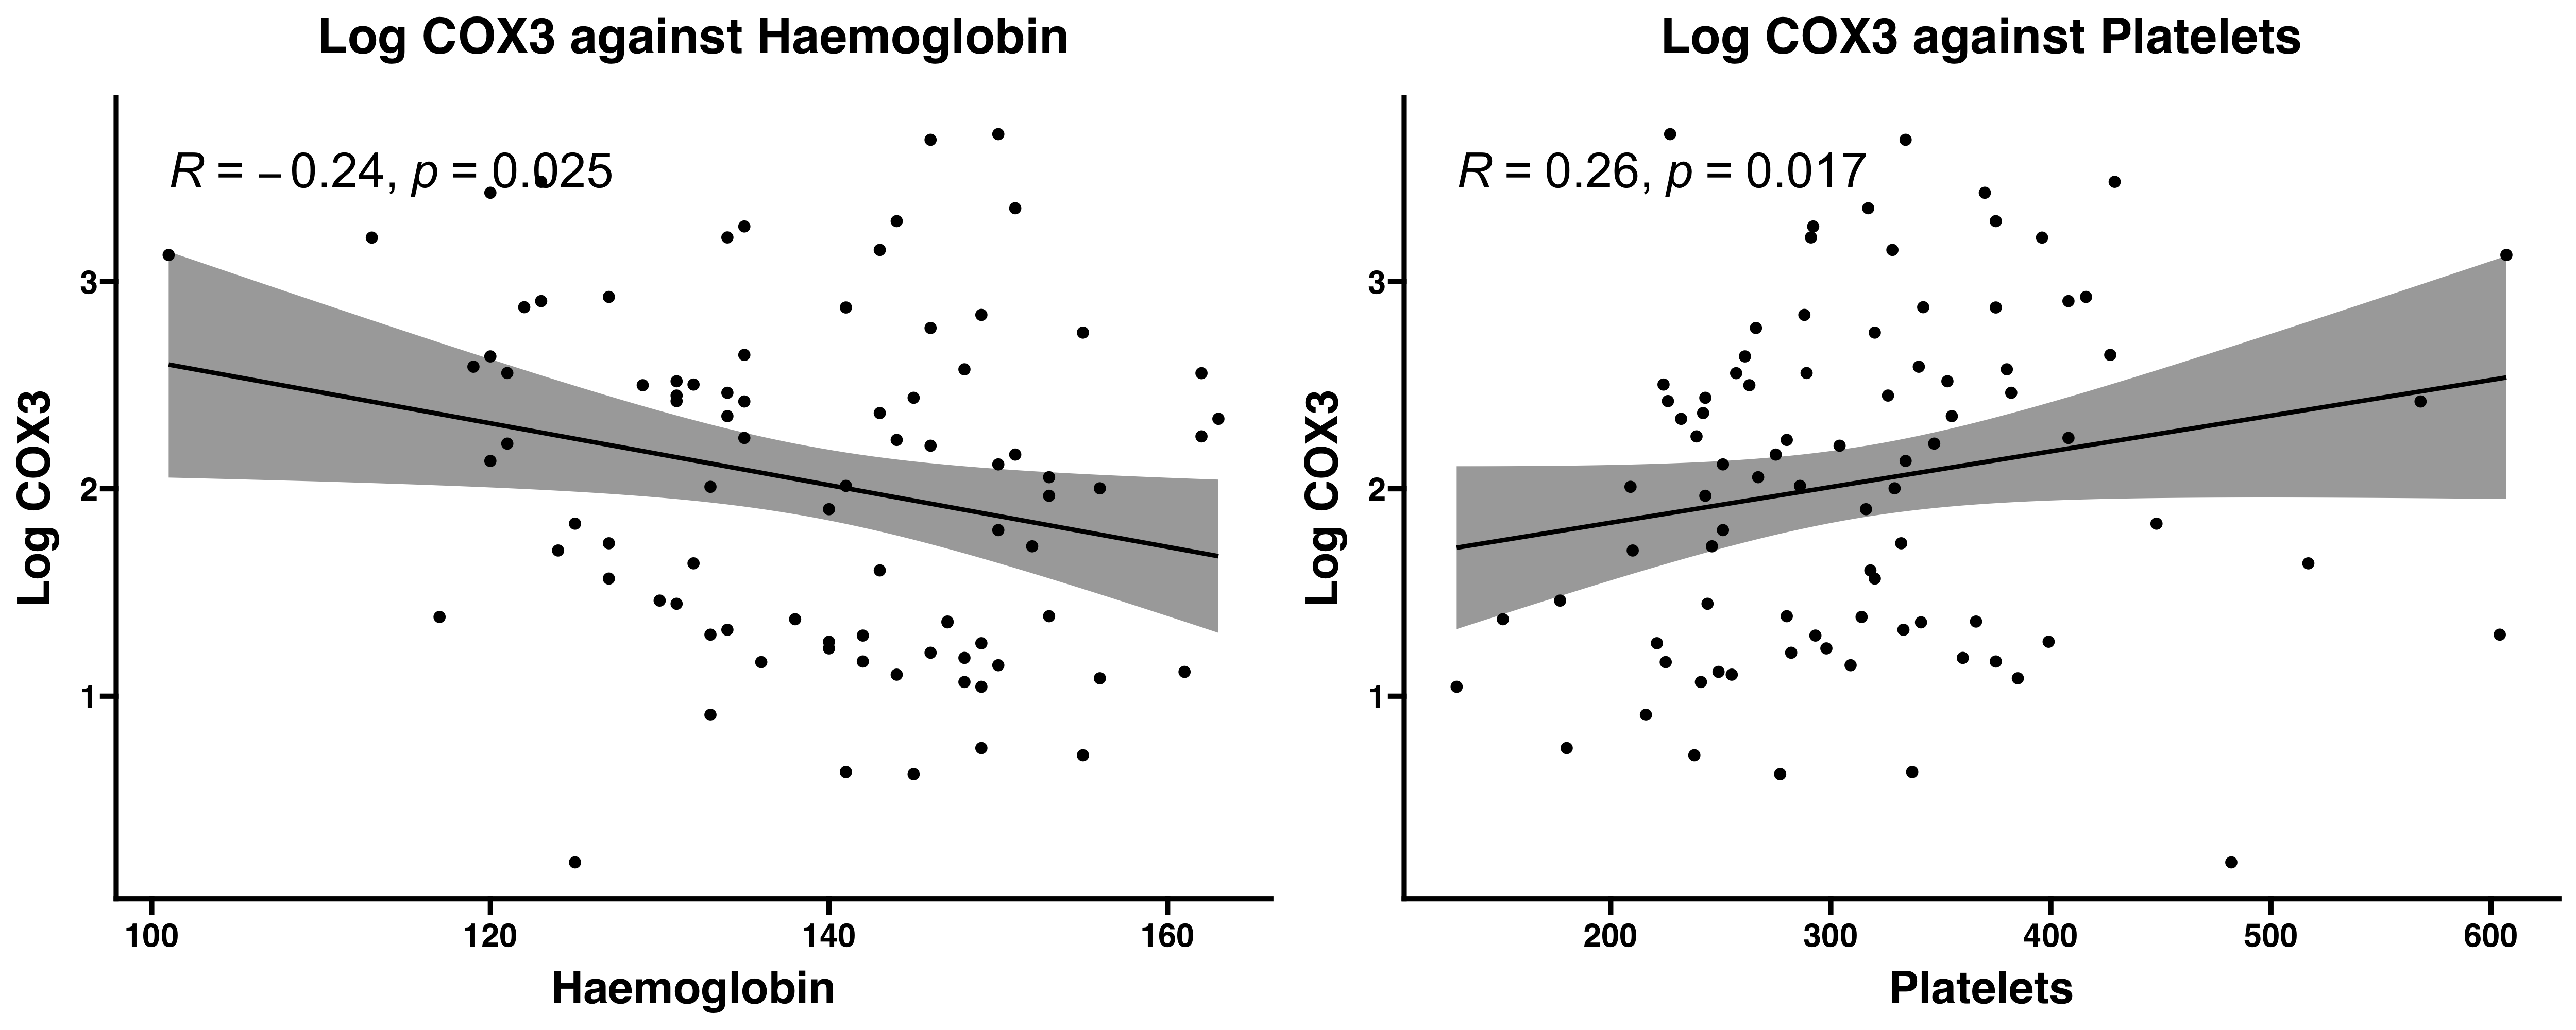 Log COX3 against Haemoglobin
R = −0.24, p = 0.025
Log COX3
3
2
1
100 120 140 160
Haemoglobin
Log COX3 against Platelets
R = 0.26, p = 0.017
Log COX3
3
2
1
200 300 400 500 600
Platelets